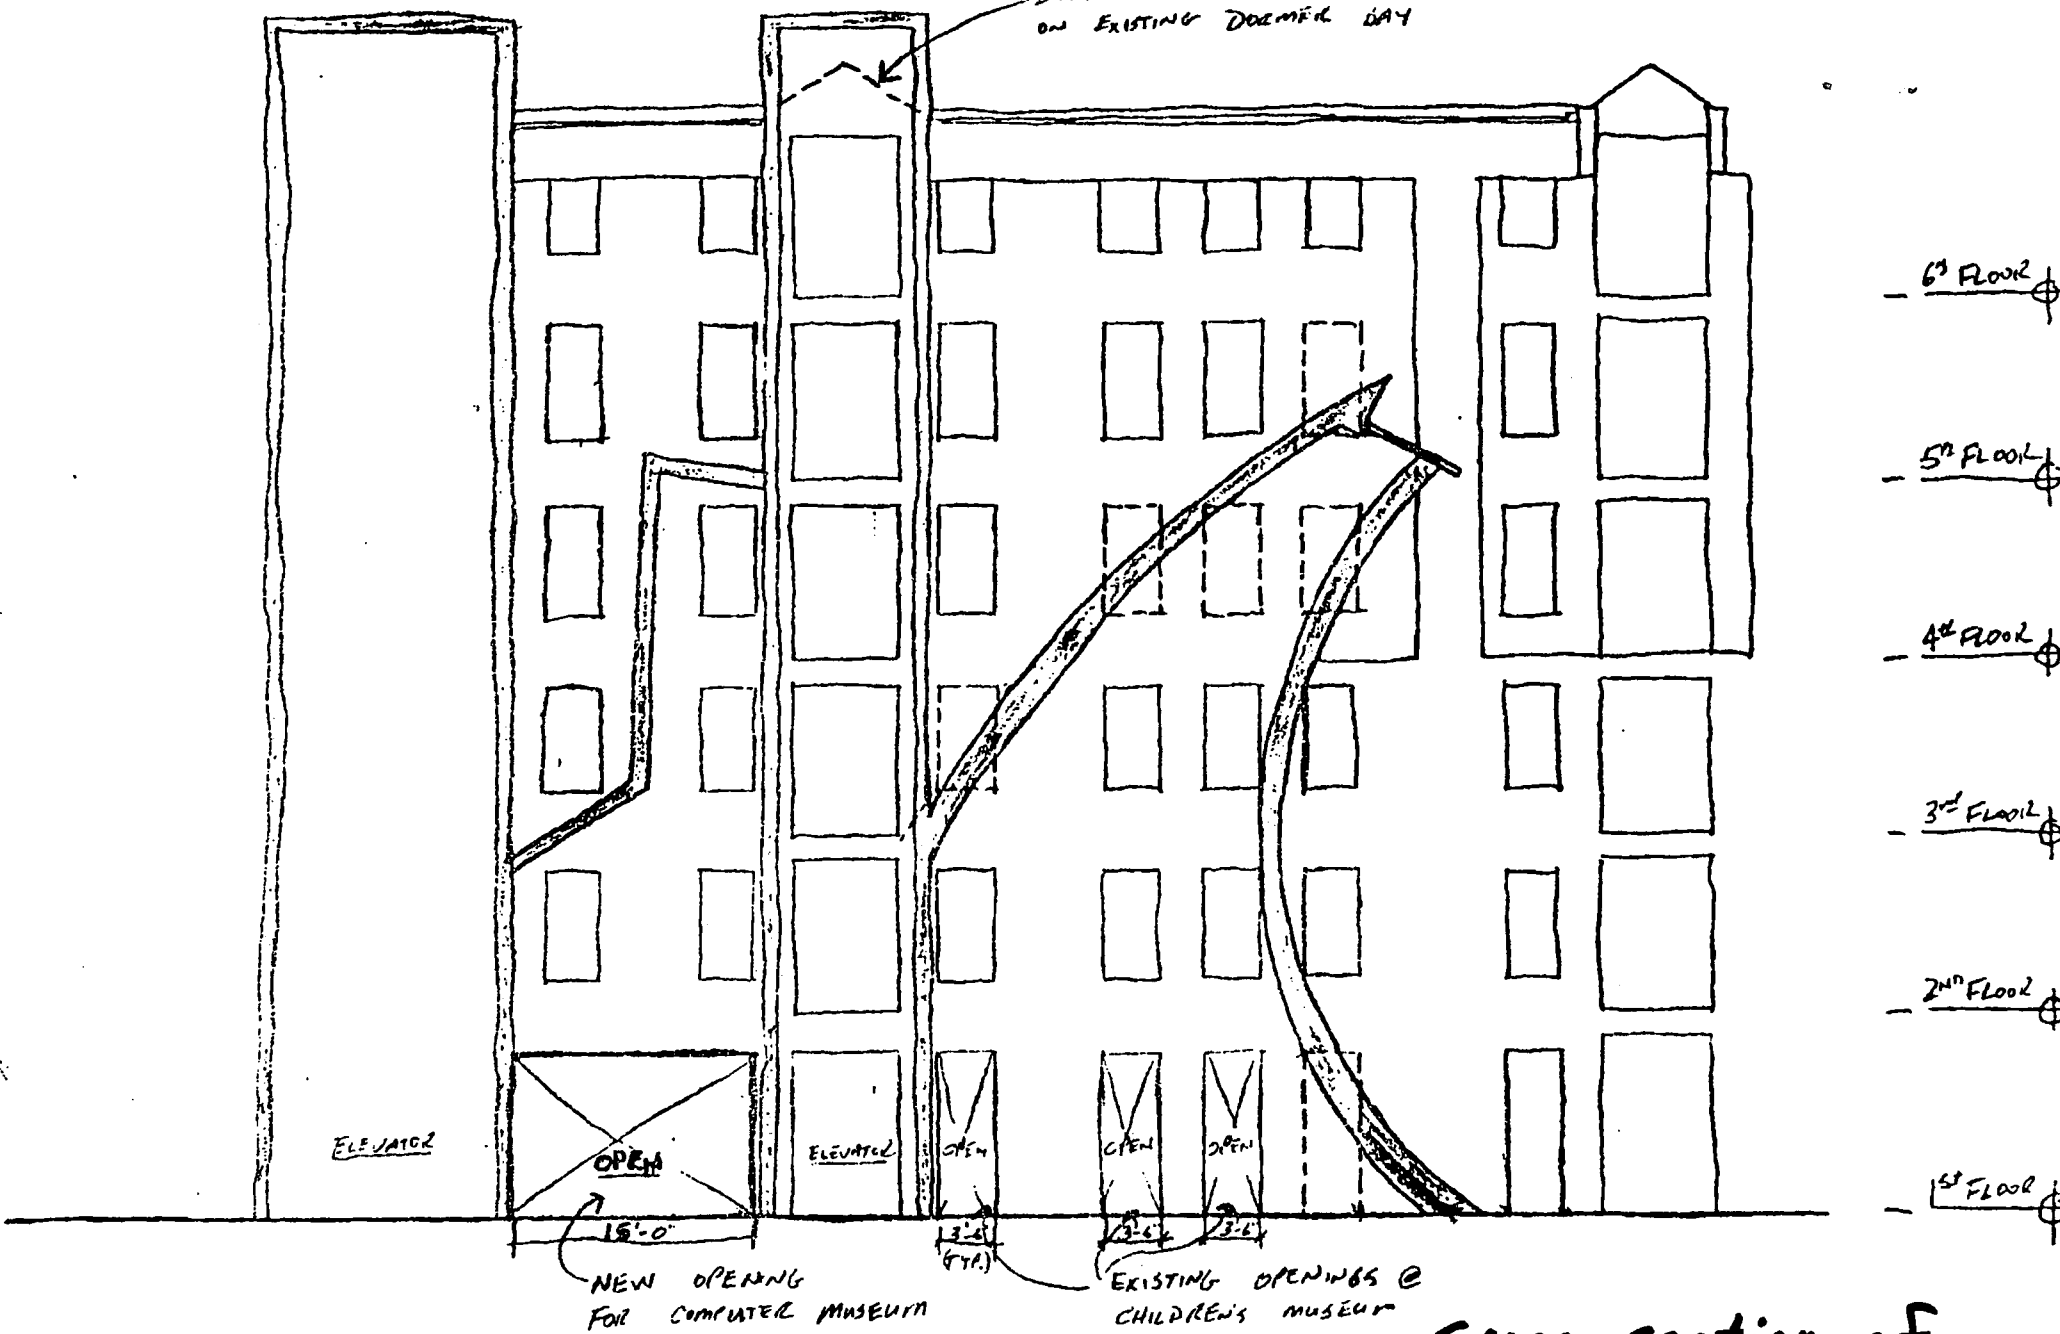 ON EXISTING DORMER BAY
6th FLOOR
5th FLOOR
4th FLOOR
3rd FLOOR
2ND FLOOR
1st FLOOR
ELEVATOR
OPEN
ELEVATOR
OPEN
OPEN
OPEN
3'-6"
(TYP.)
3'-6"
3'-6"
NEW OPENING
FOR COMPUTER MUSEUM
EXISTING OPENINGS @
CHILDREN'S MUSEUM